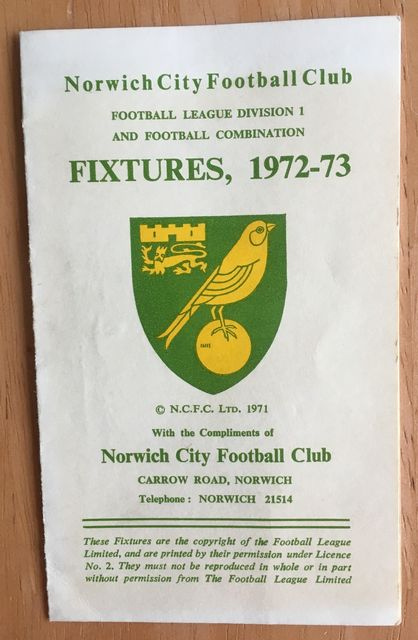 Norwich City Football Club
FOOTBALL LEAGUE DIVISION 1
AND FOOTBALL COMBINATION
FIXTURES, 1972-73
© N.C.F.C. LTD. 1971
With the Compliments of
Norwich City Football Club
CARROW ROAD, NORWICH
Telephone: NORWICH 21514
These Fixtures are the copyright of the Football League
Limited, and are printed by their permission under Licence
No. 2. They must not be reproduced in whole or in part
without permission from The Football League Limited